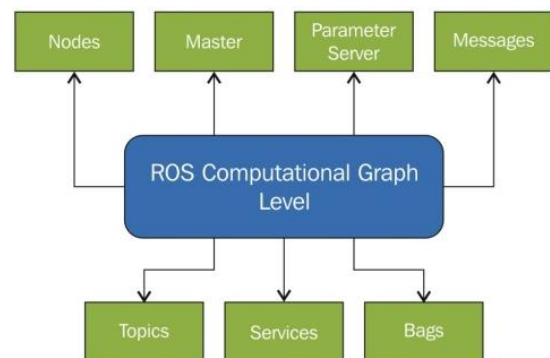 Nodes
Master
Parameter
Server
Messages
ROS Computational Graph
Level
Topics
Services
Bags